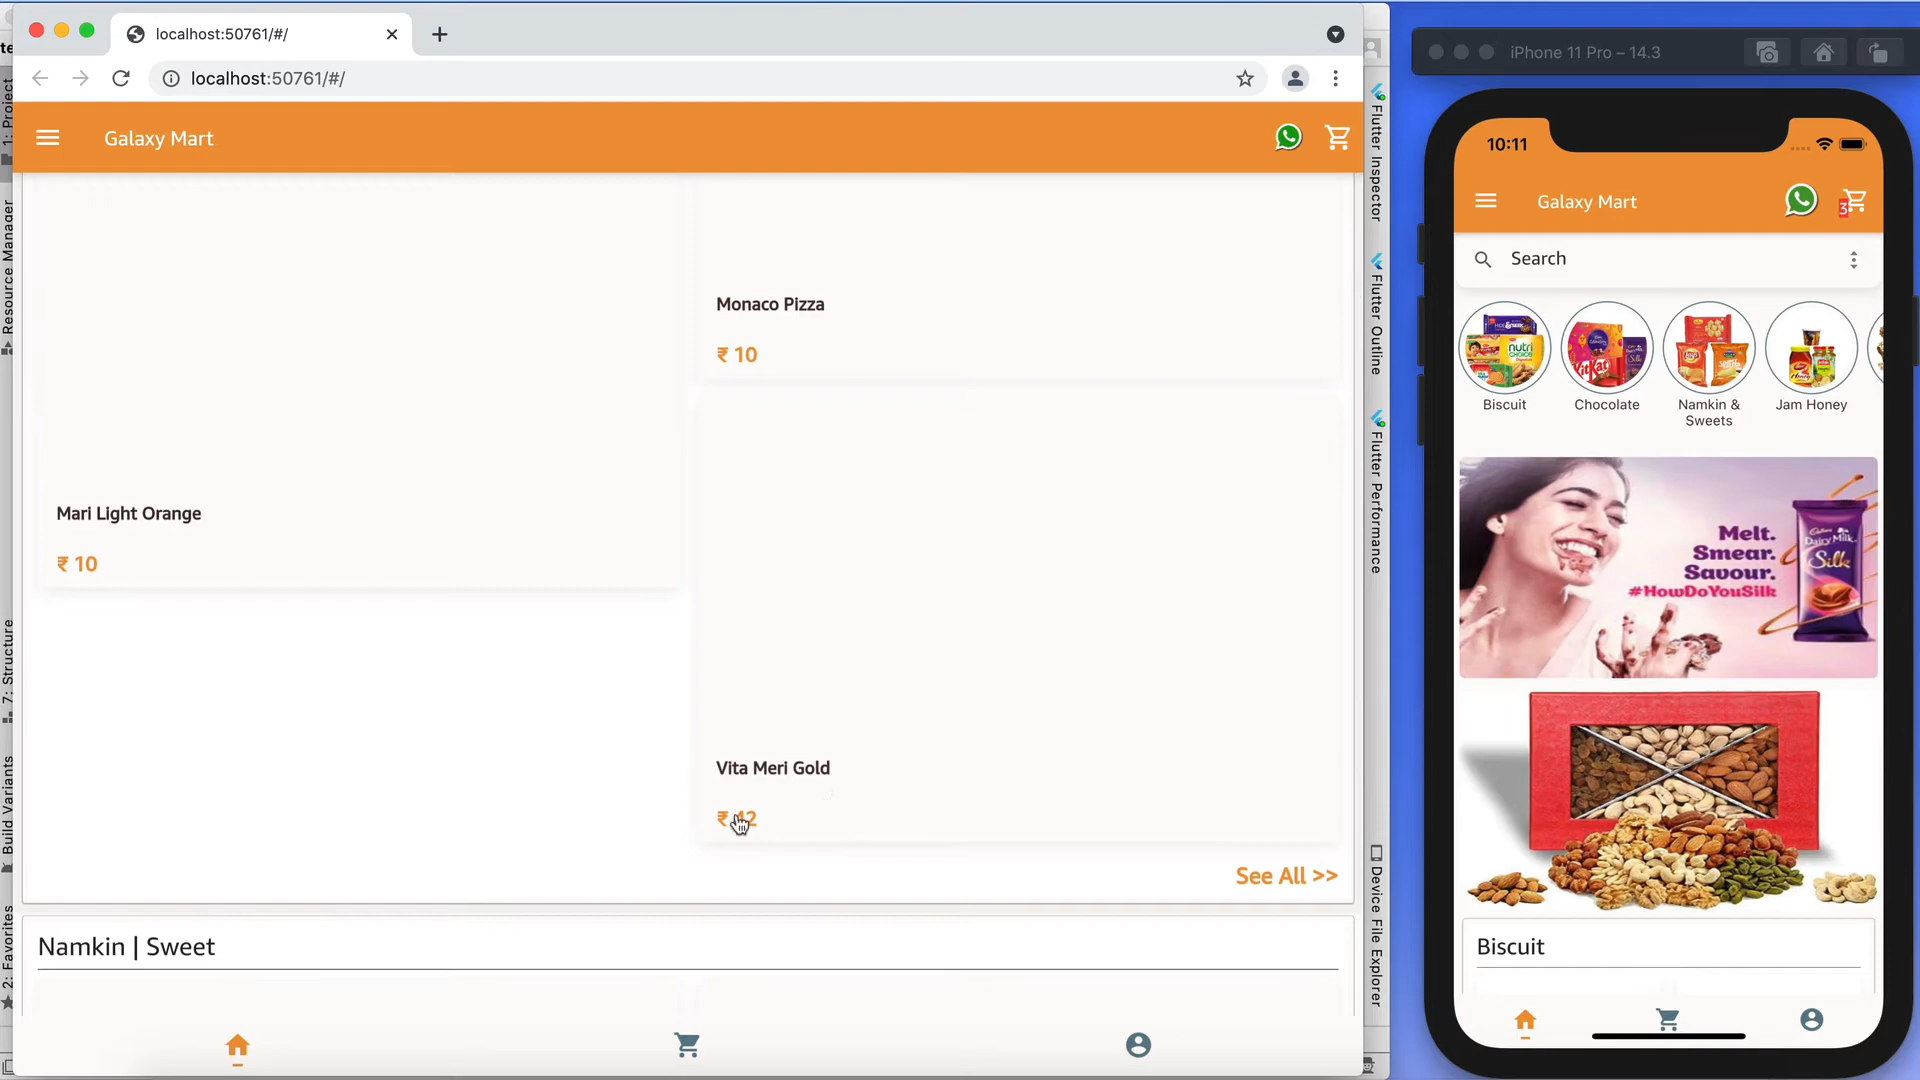 localhost:50761/#/
localhost:50761/#/
Galaxy Mart
Monaco Pizza
₹ 10
Mari Light Orange
₹ 10
Vita Meri Gold
₹ 42
See All >>
Namkin | Sweet
1: Project
Resource Manager
7: Structure
Build Variants
2: Favorites
Flutter Inspector
Flutter Outline
Flutter Performance
Device File Explorer
iPhone 11 Pro – 14.3
10:11
Galaxy Mart
3
Search
Biscuit
Chocolate
Namkin &
Sweets
Jam Honey
Melt.
Smear.
Savour.
#HowDoYouSilk
Cadbury
Dairy Milk
Silk
Biscuit